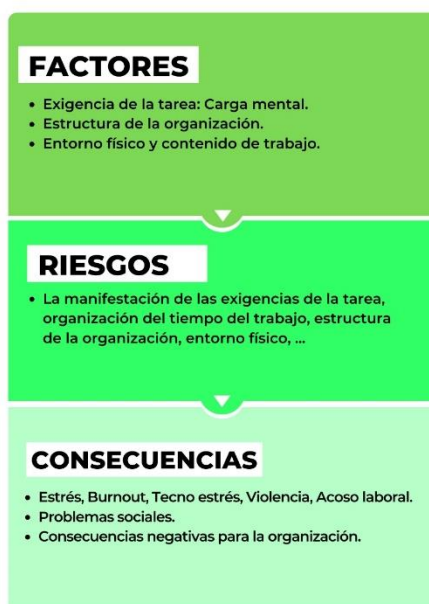 FACTORES
• Exigencia de la tarea: Carga mental.
• Estructura de la organización.
• Entorno físico y contenido de trabajo.
RIESGOS
• La manifestación de las exigencias de la tarea,
organización del tiempo del trabajo, estructura
de la organización, entorno físico, ...
CONSECUENCIAS
• Estrés, Burnout, Tecno estrés, Violencia, Acoso laboral.
• Problemas sociales.
• Consecuencias negativas para la organización.